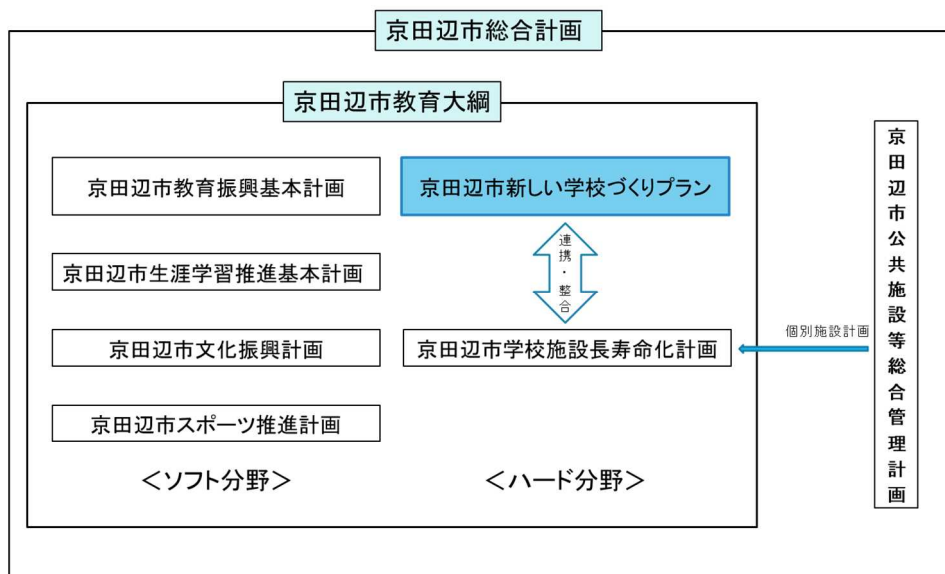 京田辺市総合計画
京田辺市教育大綱
京田辺市教育振興基本計画
京田辺市新しい学校づくりプラン
連携・整合
京田辺市生涯学習推進基本計画
京田辺市文化振興計画
京田辺市学校施設長寿命化計画
個別施設計画
京田辺市公共施設等総合管理計画
京田辺市スポーツ推進計画
＜ソフト分野＞
＜ハード分野＞